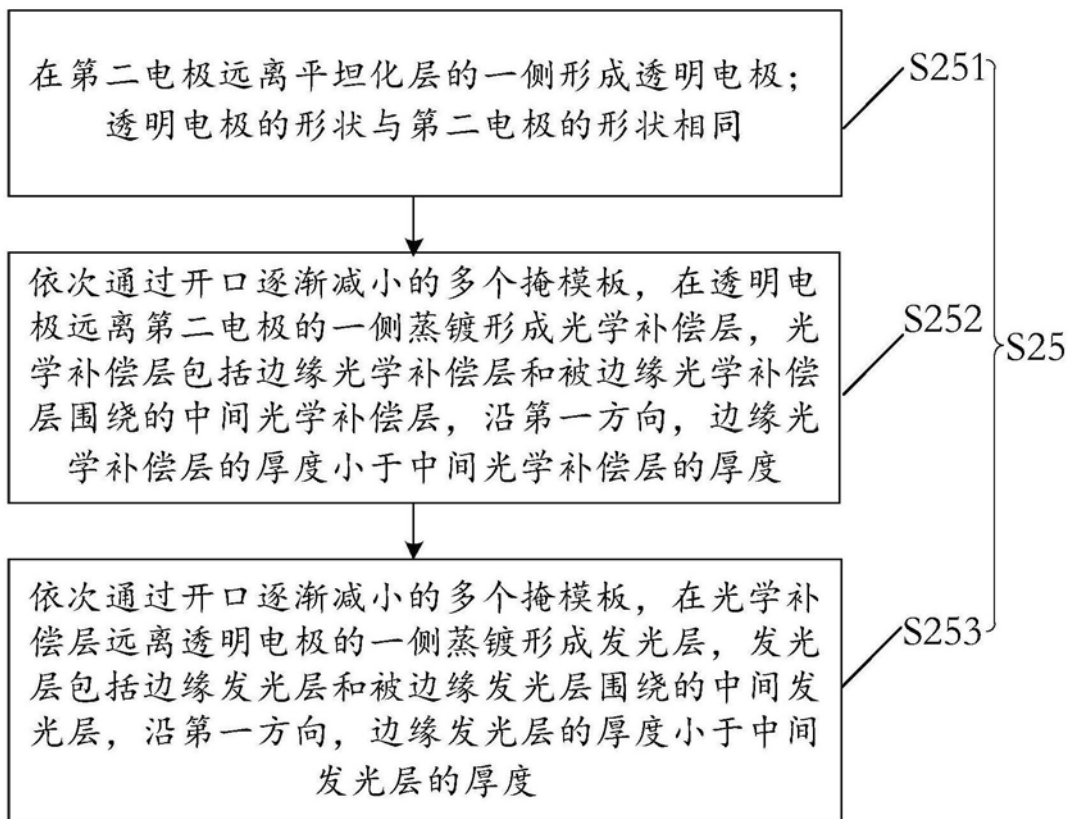 在第二电极远离平坦化层的一侧形成透明电极；
透明电极的形状与第二电极的形状相同
S251
依次通过开口逐渐减小的多个掩模板，在透明电
极远离第二电极的一侧蒸镀形成光学补偿层，光
学补偿层包括边缘光学补偿层和被边缘光学补偿
层围绕的中间光学补偿层，沿第一方向，边缘光
学补偿层的厚度小于中间光学补偿层的厚度
S252
S25
依次通过开口逐渐减小的多个掩模板，在光学补
偿层远离透明电极的一侧蒸镀形成发光层，发光
层包括边缘发光层和被边缘发光层围绕的中间发
光层，沿第一方向，边缘发光层的厚度小于中间
发光层的厚度
S253